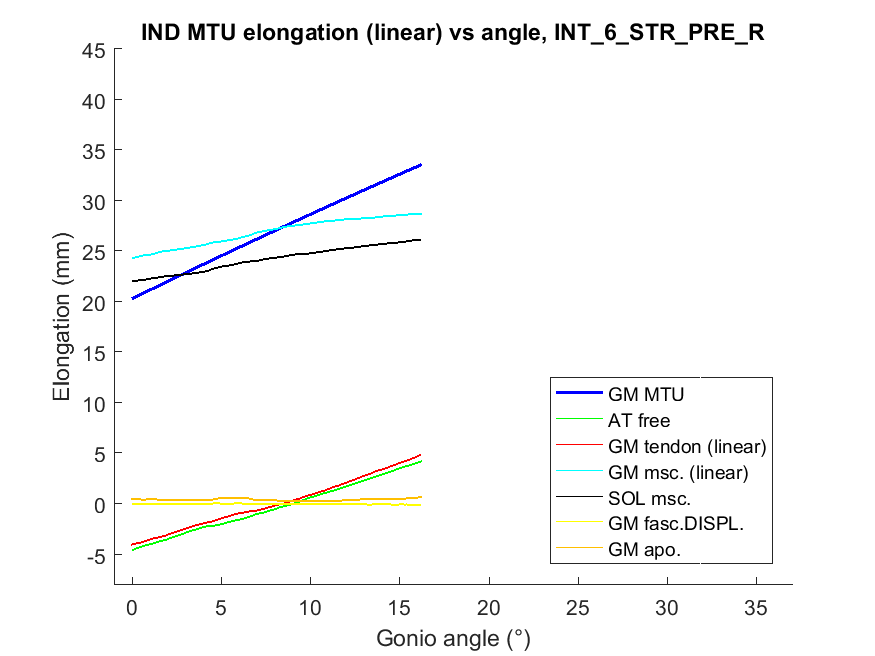 IND MTU elongation (linear) vs angle, INT_6_STR_PRE_R
45
40
35
30
25
20
15
10
5
0
-5
Elongation (mm)
GM MTU
AT free
GM tendon (linear)
GM msc. (linear)
SOL msc.
GM fasc.DISPL.
GM apo.
0 5 10 15 20 25 30 35
Gonio angle (°)